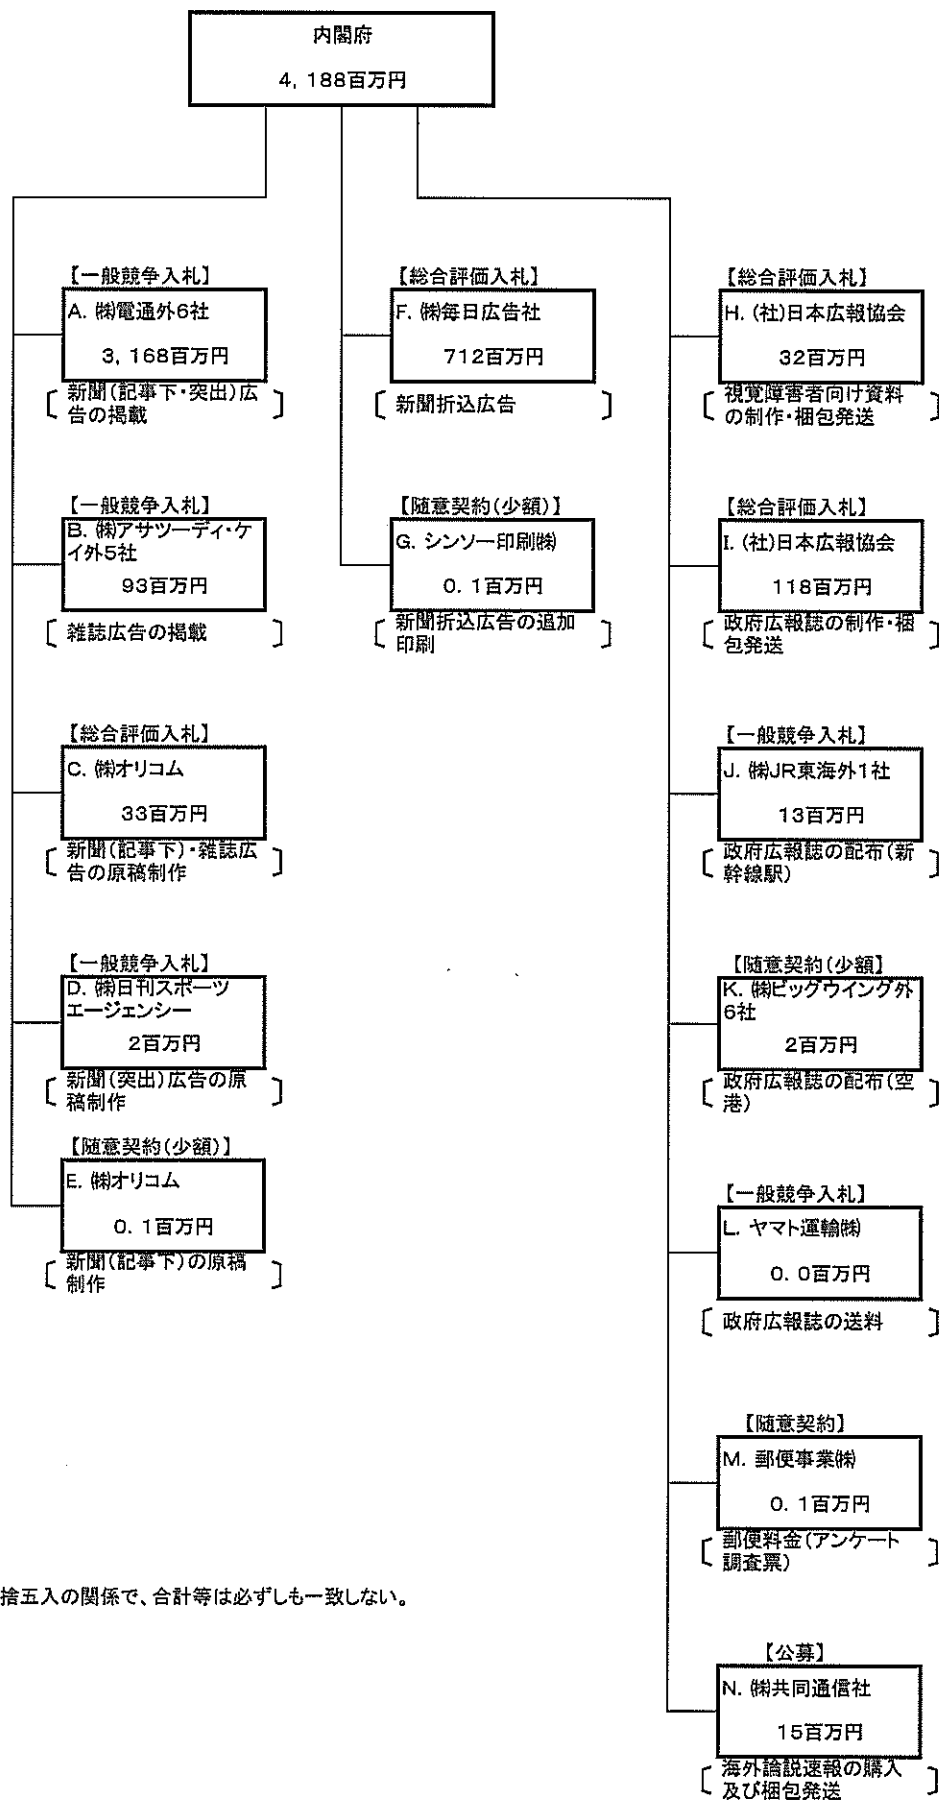 内閣府
4, 188百万円
【一般競争入札】
A. ㈱電通外6社
3, 168百万円
新聞(記事下・突出)広
告の掲載
【一般競争入札】
B. ㈱アサツーディ・ケ
イ外5社
93百万円
雑誌広告の掲載
【総合評価入札】
C. ㈱オリコム
33百万円
新聞(記事下)・雑誌広
告の原稿制作
【一般競争入札】
D. ㈱日刊スポーツ
エージェンシー
2百万円
新聞(突出)広告の原
稿制作
【随意契約(少額)】
E. ㈱オリコム
0. 1百万円
新聞(記事下)の原稿
制作
【総合評価入札】
F. ㈱毎日広告社
712百万円
新聞折込広告
【随意契約(少額)】
G. シンソー印刷㈱
0. 1百万円
新聞折込広告の追加
印刷
【総合評価入札】
H. (社)日本広報協会
32百万円
視覚障害者向け資料
の制作・梱包発送
【総合評価入札】
I. (社)日本広報協会
118百万円
政府広報誌の制作・梱
包発送
【一般競争入札】
J. ㈱JR東海外1社
13百万円
政府広報誌の配布(新
幹線駅)
【随意契約(少額】
K. ㈱ビッグウイング外
6社
2百万円
政府広報誌の配布(空
港)
【一般競争入札】
L. ヤマト運輸㈱
0. 0百万円
政府広報誌の送料
【随意契約】
M. 郵便事業㈱
0. 1百万円
郵便料金(アンケート
調査票)
【公募】
N. ㈱共同通信社
15百万円
海外論説速報の購入
及び梱包発送
捨五入の関係で、合計等は必ずしも一致しない。